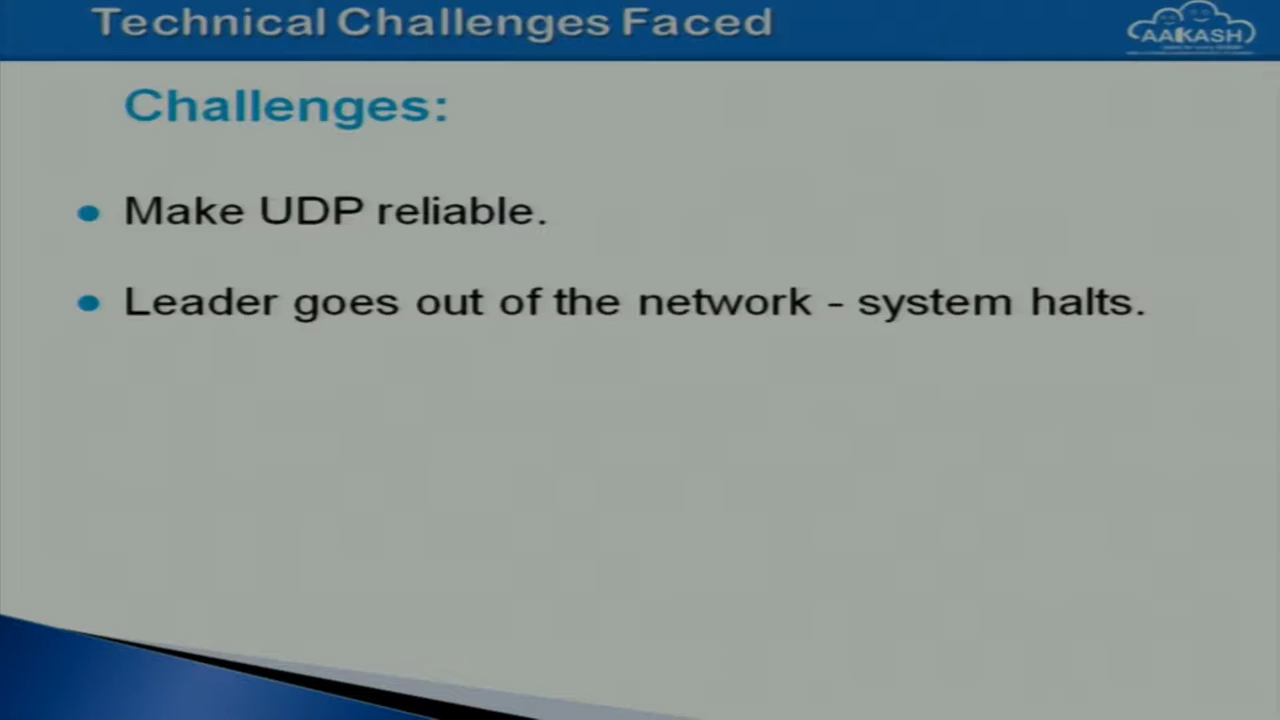 Technical Challenges Faced
AAKASH
Challenges:
Make UDP reliable.
Leader goes out of the network - system halts.